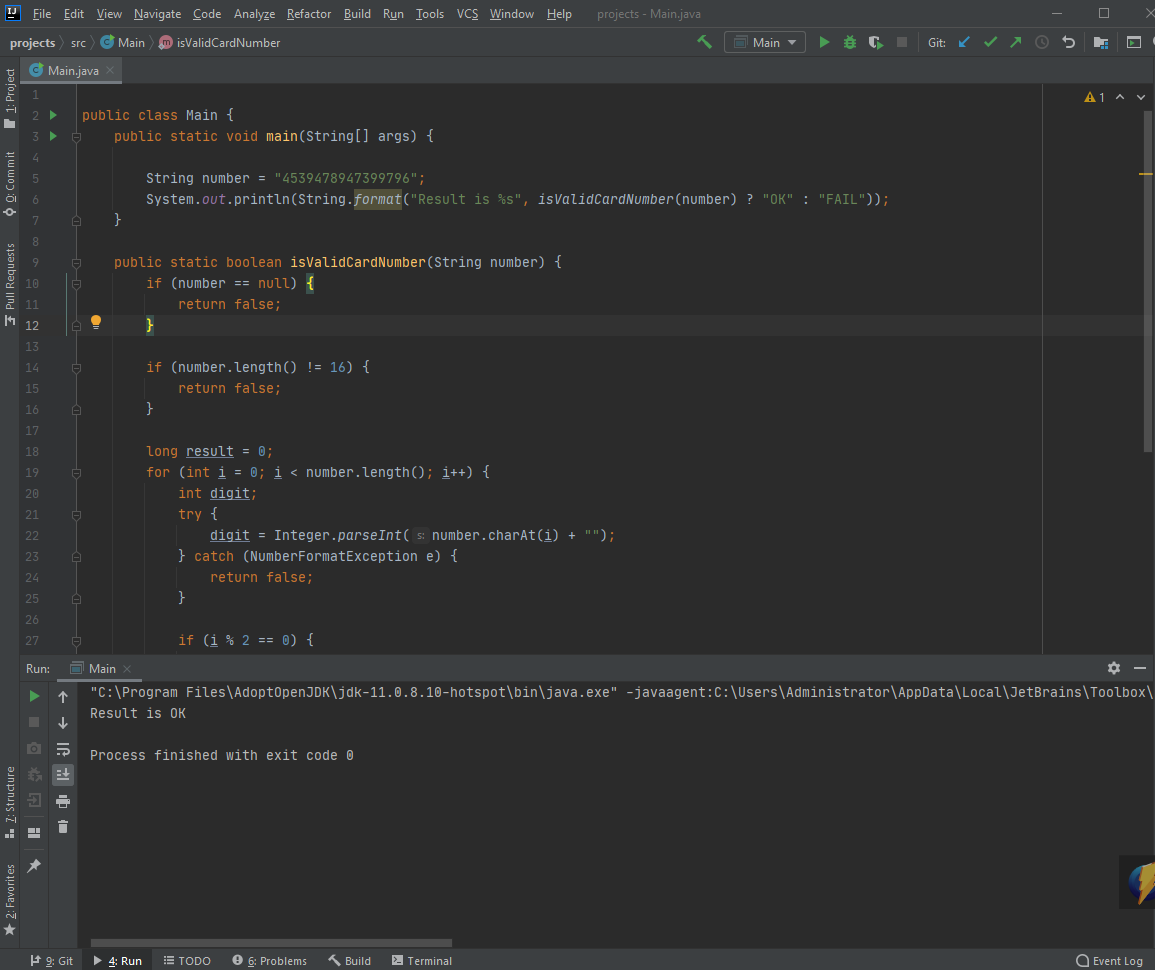 File Edit View Navigate Code Analyze Refactor Build Run Tools VCS Window Help projects - Main.java
projects src Main isValidCardNumber Main Git:
Main.java
1: Project
0: Commit
Pull Requests
7: Structure
2: Favorites
1
1
2 public class Main {
3 public static void main(String[] args) {
4
5 String number = "4539478947399796";
6 System.out.println(String.format("Result is %s", isValidCardNumber(number) ? "OK" : "FAIL"));
7 }
8
9 public static boolean isValidCardNumber(String number) {
10 if (number == null) {
11 return false;
12 }
13
14 if (number.length() != 16) {
15 return false;
16 }
17
18 long result = 0;
19 for (int i = 0; i < number.length(); i++) {
20 int digit;
21 try {
22 digit = Integer.parseInt( s: number.charAt(i) + "");
23 } catch (NumberFormatException e) {
24 return false;
25 }
26
27 if (i % 2 == 0) {
Run: Main
"C:\Program Files\AdoptOpenJDK\jdk-11.0.8.10-hotspot\bin\java.exe" -javaagent:C:\Users\Administrator\AppData\Local\JetBrains\Toolbox\
Result is OK
Process finished with exit code 0
9: Git 4: Run TODO 6: Problems Build Terminal Event Log